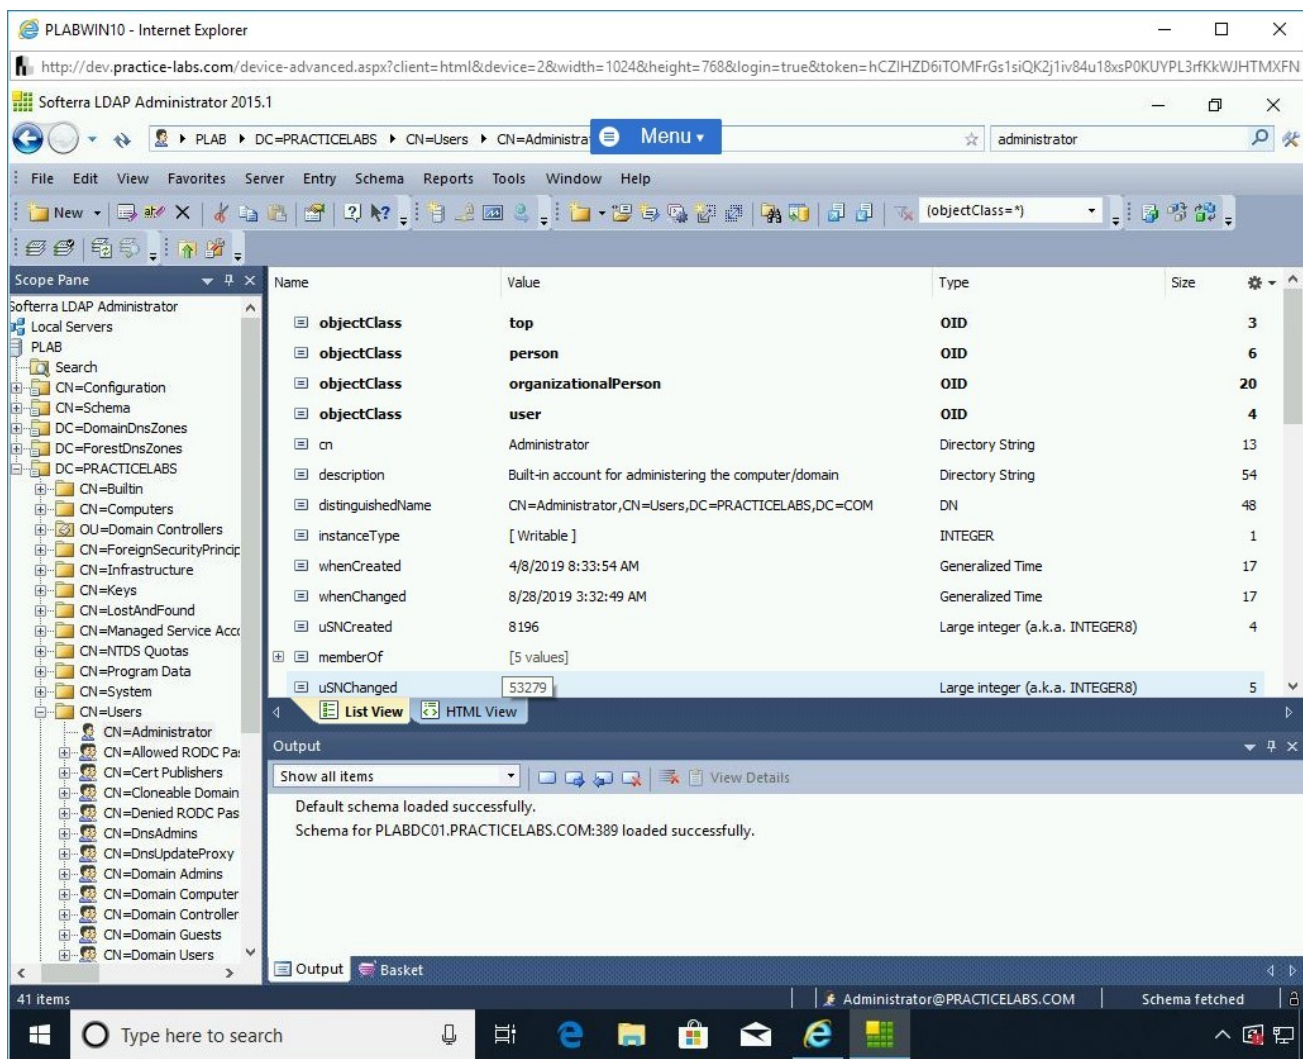 PLABWIN10 - Internet Explorer
http://dev.practice-labs.com/device-advanced.aspx?client=html&device=2&width=1024&height=768&login=true&token=hCZIHZD6iTOMFrGs1siQK2j1iv84u18xsP0KUYPL3rfKkWJHTMXFN
Softerra LDAP Administrator 2015.1
PLAB DC=PRACTICELABS CN=Users CN=Administra Menu administrator
File Edit View Favorites Server Entry Schema Reports Tools Window Help
New (objectClass=*)
Scope Pane
Softerra LDAP Administrator
Local Servers
PLAB
Search
CN=Configuration
CN=Schema
DC=DomainDnsZones
DC=ForestDnsZones
DC=PRACTICELABS
CN=Builtin
CN=Computers
OU=Domain Controllers
CN=ForeignSecurityPrincip
CN=Infrastructure
CN=Keys
CN=LostAndFound
CN=Managed Service Acco
CN=NTDS Quotas
CN=Program Data
CN=System
CN=Users
CN=Administrator
CN=Allowed RODC Pas
CN=Cert Publishers
CN=Cloneable Domain
CN=Denied RODC Pas
CN=DnsAdmins
CN=DnsUpdateProxy
CN=Domain Admins
CN=Domain Computer
CN=Domain Controller
CN=Domain Guests
CN=Domain Users
Name Value Type Size
objectClass top OID 3
objectClass person OID 6
objectClass organizationalPerson OID 20
objectClass user OID 4
cn Administrator Directory String 13
description Built-in account for administering the computer/domain Directory String 54
distinguishedName CN=Administrator,CN=Users,DC=PRACTICELABS,DC=COM DN 48
instanceType [ Writable ] INTEGER 1
whenCreated 4/8/2019 8:33:54 AM Generalized Time 17
whenChanged 8/28/2019 3:32:49 AM Generalized Time 17
uSNCreated 8196 Large integer (a.k.a. INTEGER8) 4
memberOf [5 values]
uSNChanged 53279 Large integer (a.k.a. INTEGER8) 5
List View HTML View
Output
Show all items View Details
Default schema loaded successfully.
Schema for PLABDC01.PRACTICELABS.COM:389 loaded successfully.
Output Basket
41 items Administrator@PRACTICELABS.COM Schema fetched
Type here to search